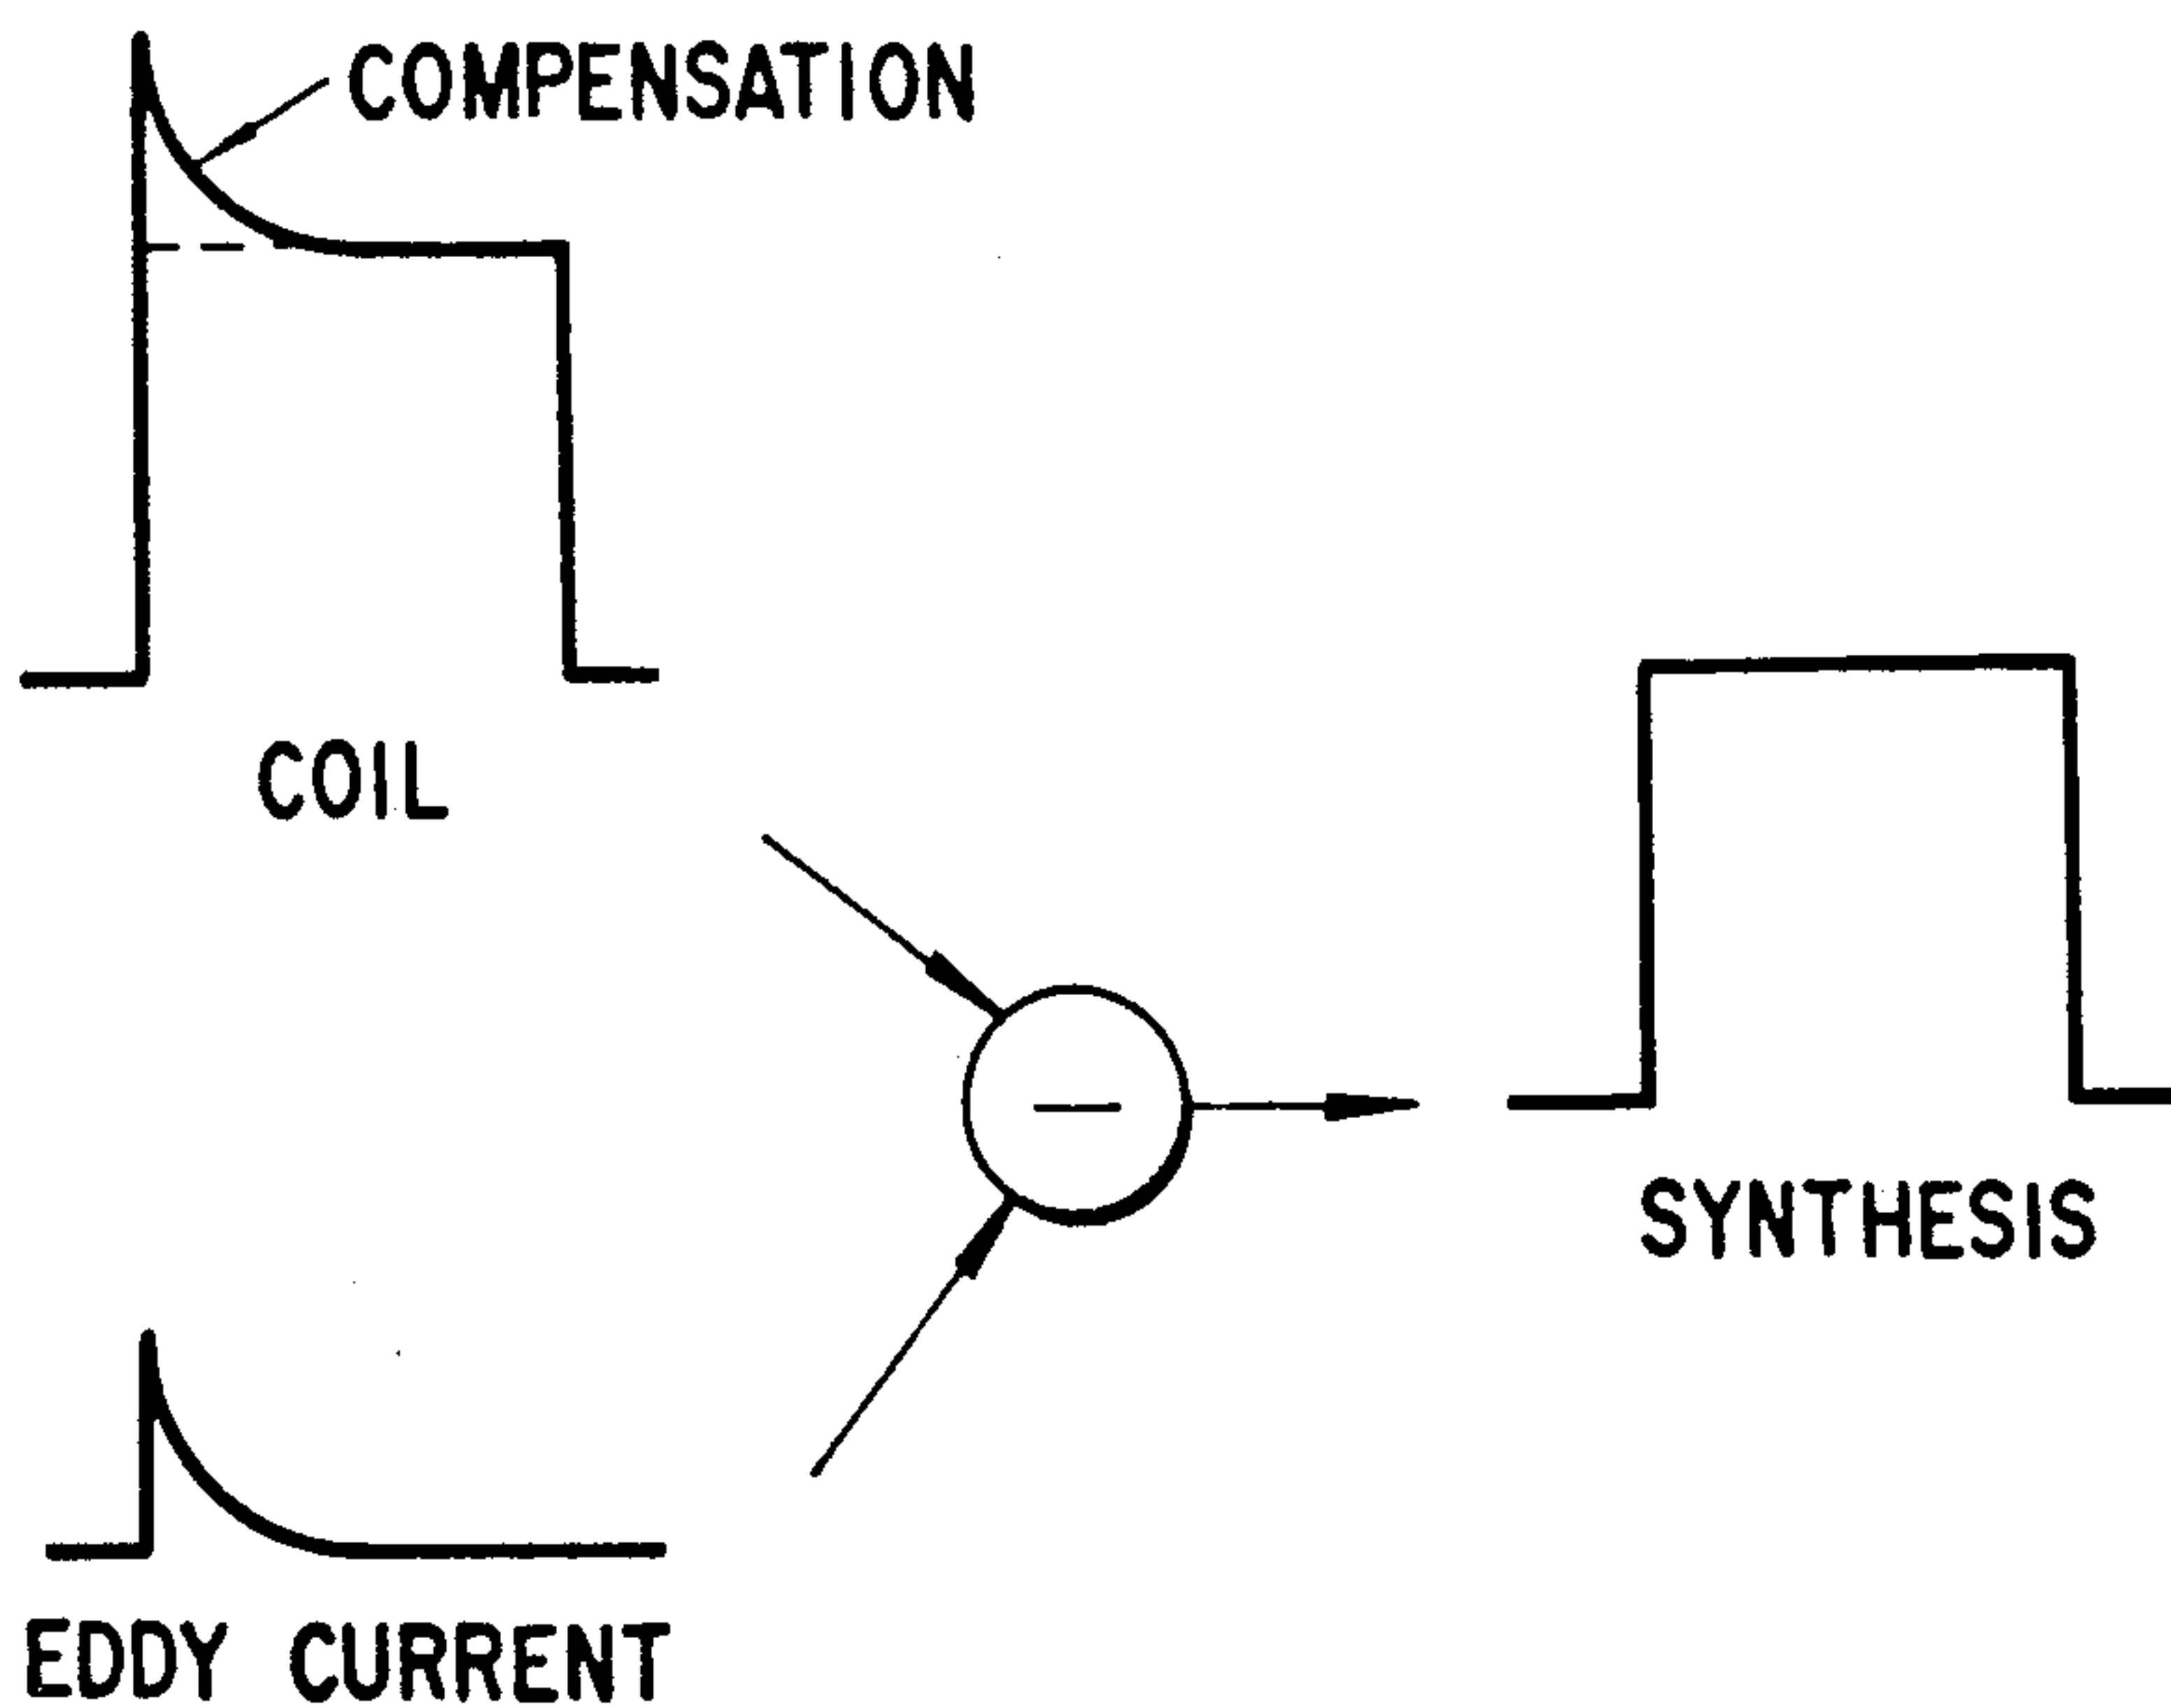 COMPENSATION
COIL
—
SYNTHESIS
EDDY CURRENT